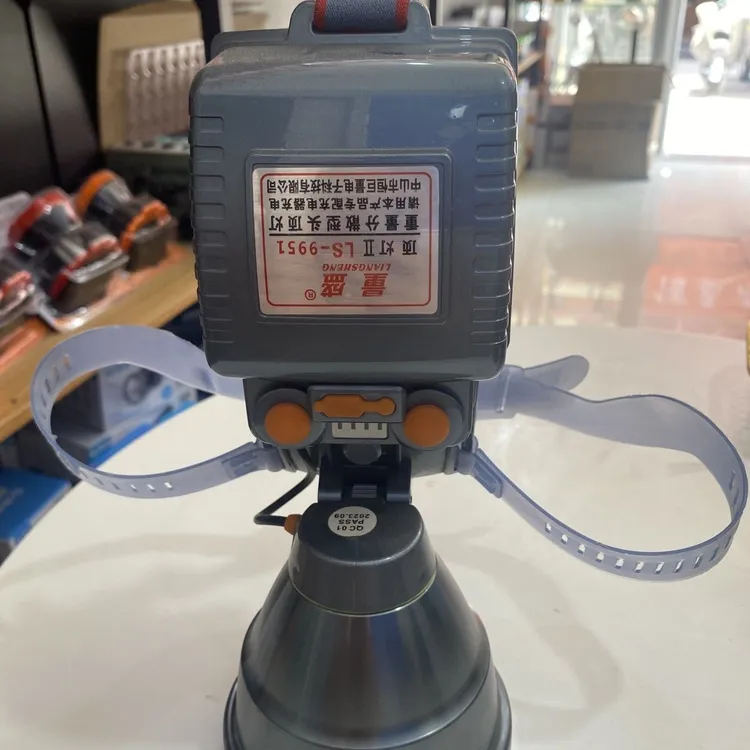 量盛®
LIANGSHENG
顶灯Ⅱ LS-9951
重量分散型头顶灯
请用本产品专配充电器充电
中山市恒巨量电子科技有限公司
QC 01
PASS
2023.09